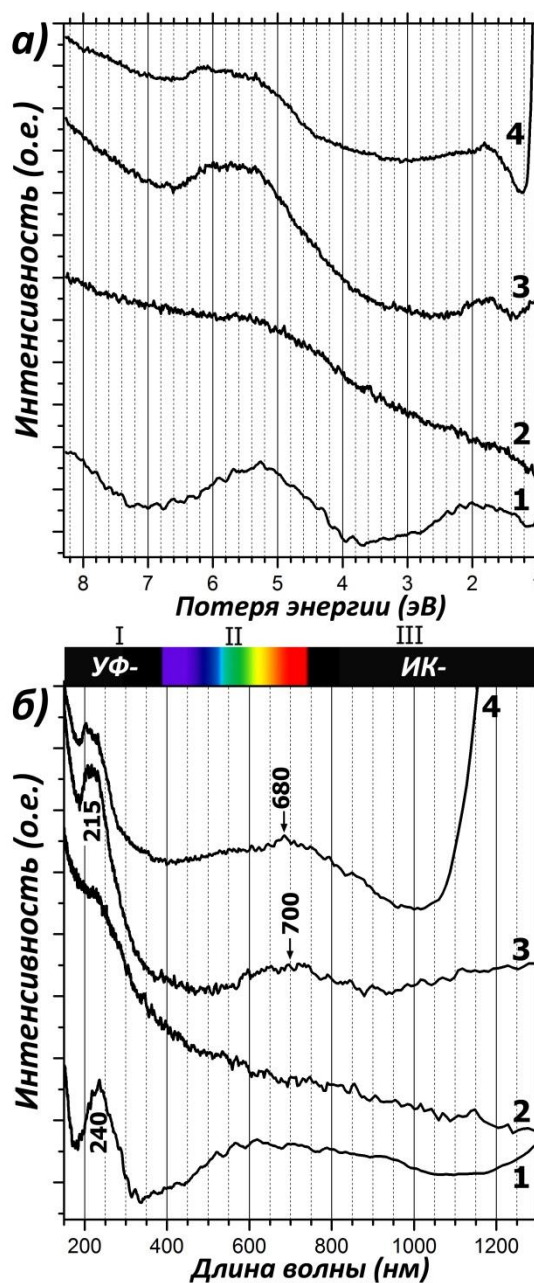 а)
Интенсивность (о.е.)
4
3
2
1
8 7 6 5 4 3 2 1
Потеря энергии (эВ)
I II III
УФ- ИК-
б)
Интенсивность (о.е.)
4
680
215
700
3
2
240
1
200 400 600 800 1000 1200
Длина волны (нм)